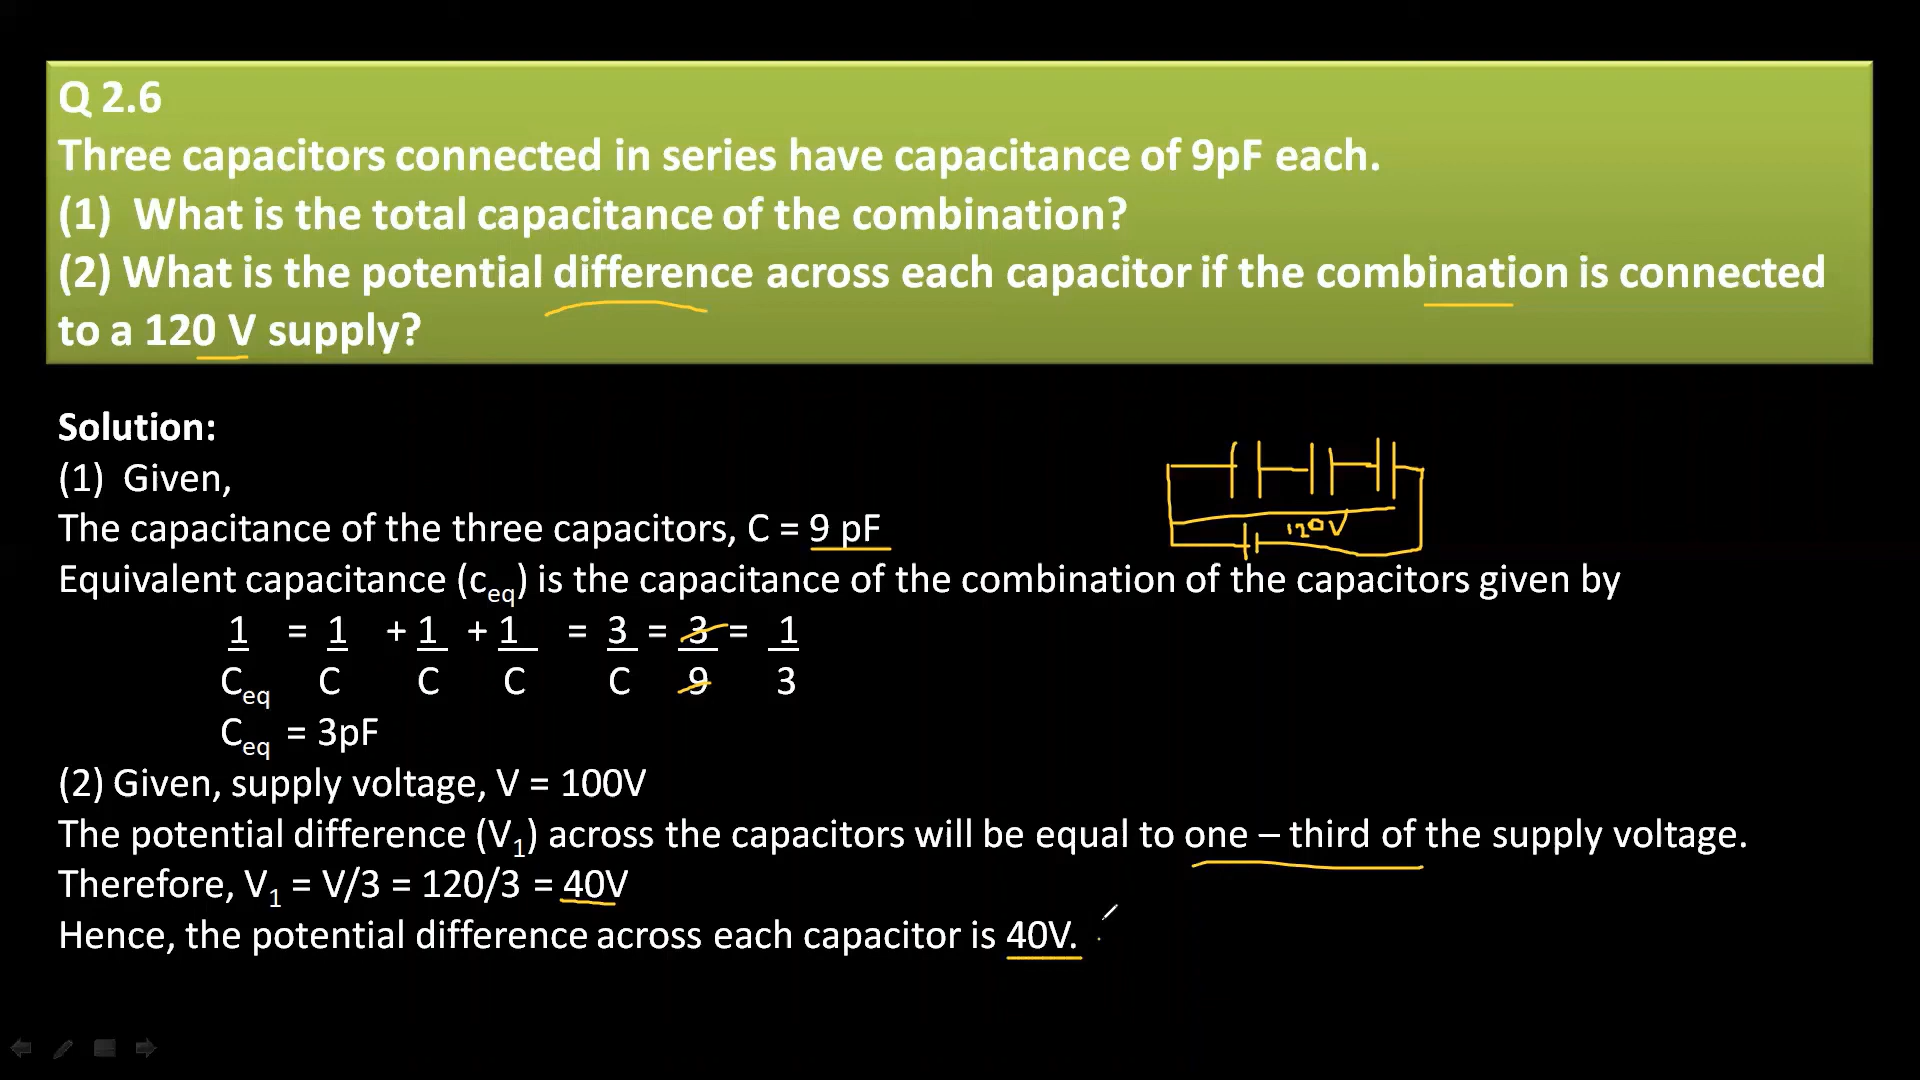 Q 2.6
Three capacitors connected in series have capacitance of 9pF each.
(1) What is the total capacitance of the combination?
(2) What is the potential difference across each capacitor if the combination is connected
to a 120 V supply?
Solution:
(1) Given,
The capacitance of the three capacitors, C = 9 pF
120V
Equivalent capacitance (ceq) is the capacitance of the combination of the capacitors given by
1 = 1 + 1 + 1 = 3 = 3 = 1
Ceq C C C C 9 3
Ceq = 3pF
(2) Given, supply voltage, V = 100V
The potential difference (V1) across the capacitors will be equal to one – third of the supply voltage.
Therefore, V1 = V/3 = 120/3 = 40V
Hence, the potential difference across each capacitor is 40V.